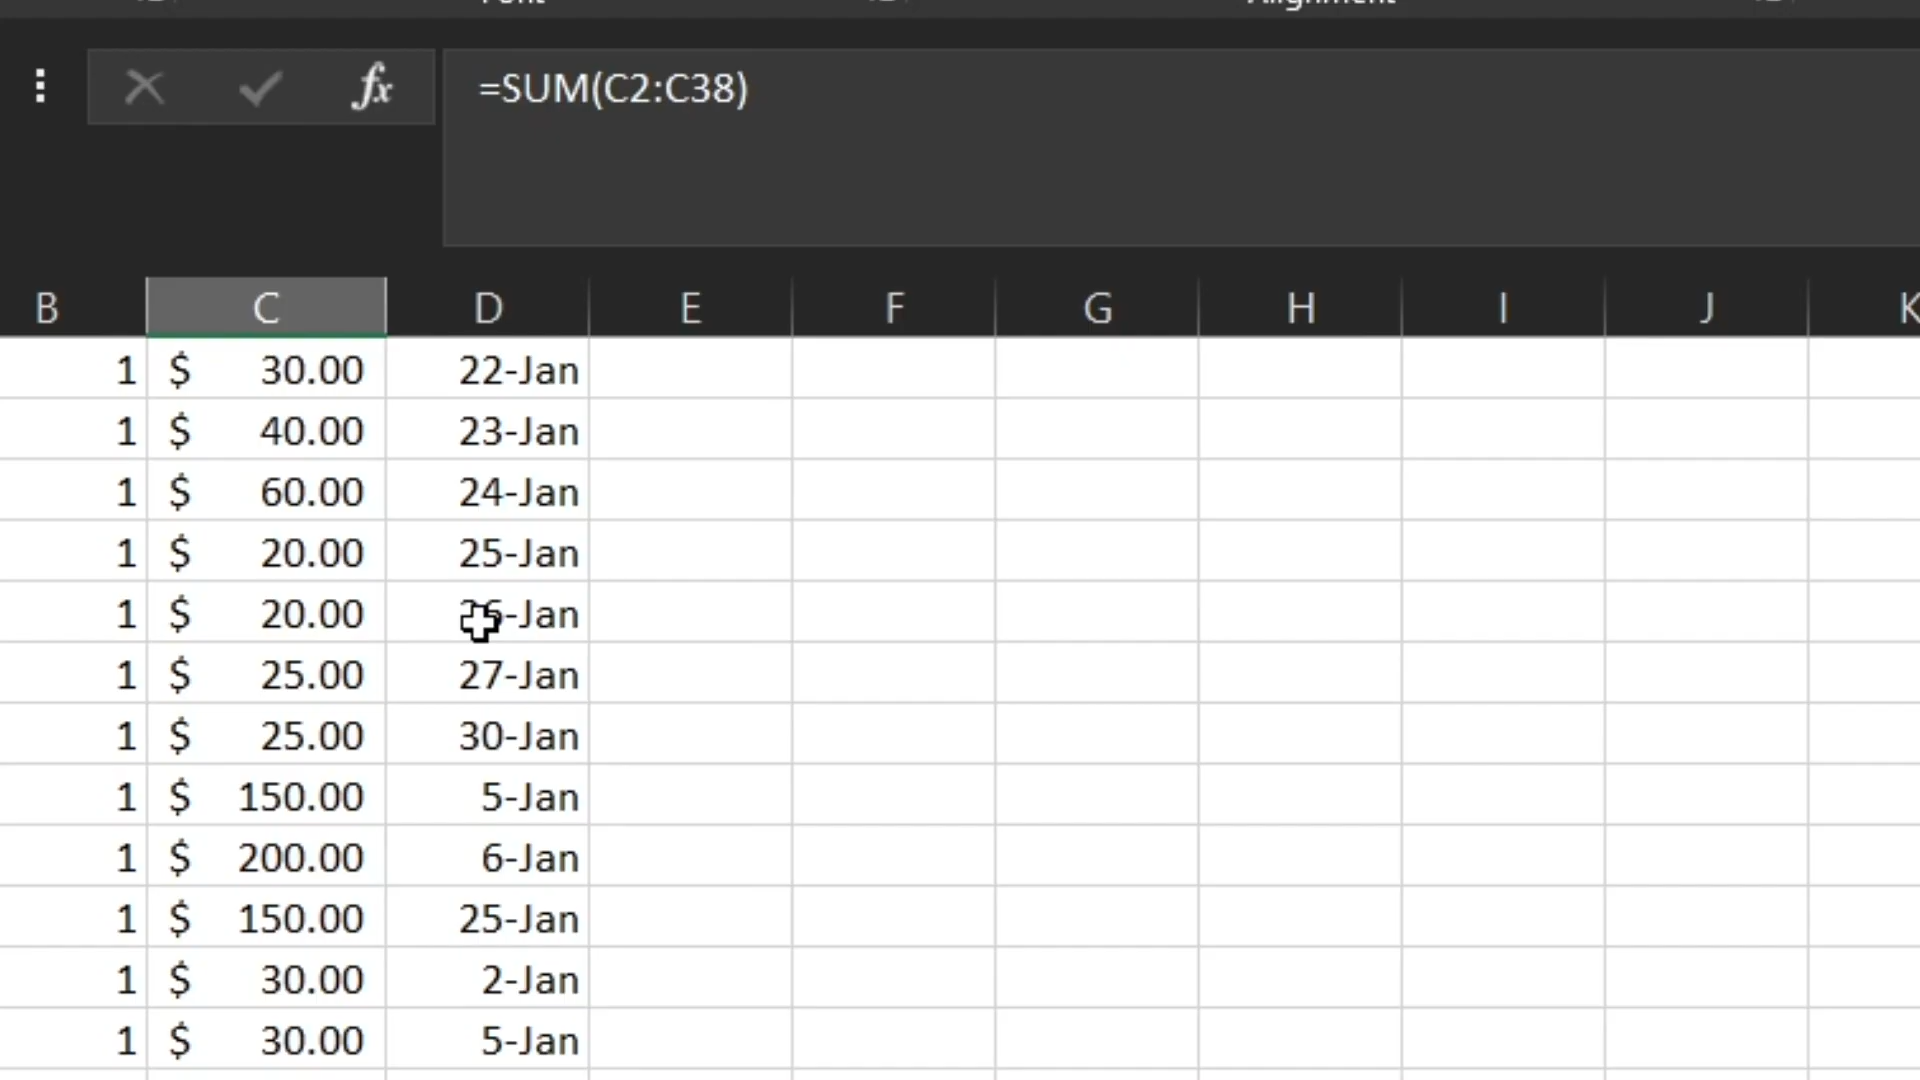 =SUM(C2:C38)
B C D E F G H I J K
1 $ 30.00 22-Jan
1 $ 40.00 23-Jan
1 $ 60.00 24-Jan
1 $ 20.00 25-Jan
1 $ 20.00 -Jan
1 $ 25.00 27-Jan
1 $ 25.00 30-Jan
1 $ 150.00 5-Jan
1 $ 200.00 6-Jan
1 $ 150.00 25-Jan
1 $ 30.00 2-Jan
1 $ 30.00 5-Jan